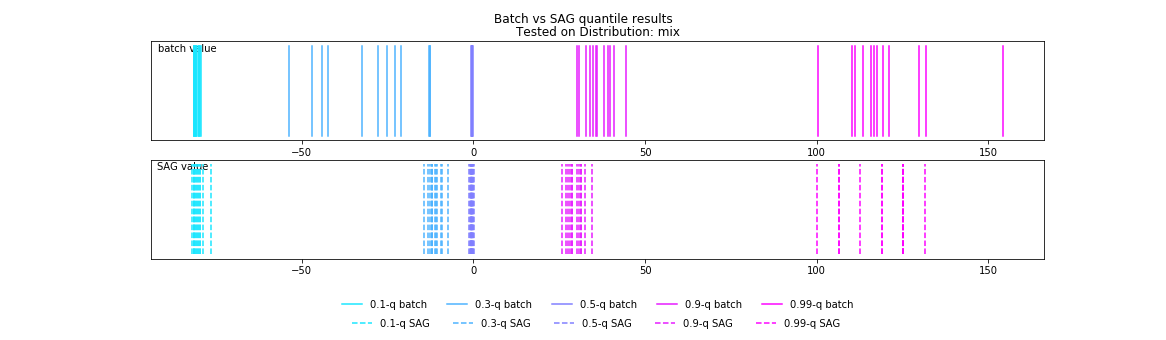 Batch vs SAG quantile results
Tested on Distribution: mix
batch value
−50 0 50 100 150
SAG value
−50 0 50 100 150
0.1-q batch 0.3-q batch 0.5-q batch 0.9-q batch 0.99-q batch
0.1-q SAG 0.3-q SAG 0.5-q SAG 0.9-q SAG 0.99-q SAG